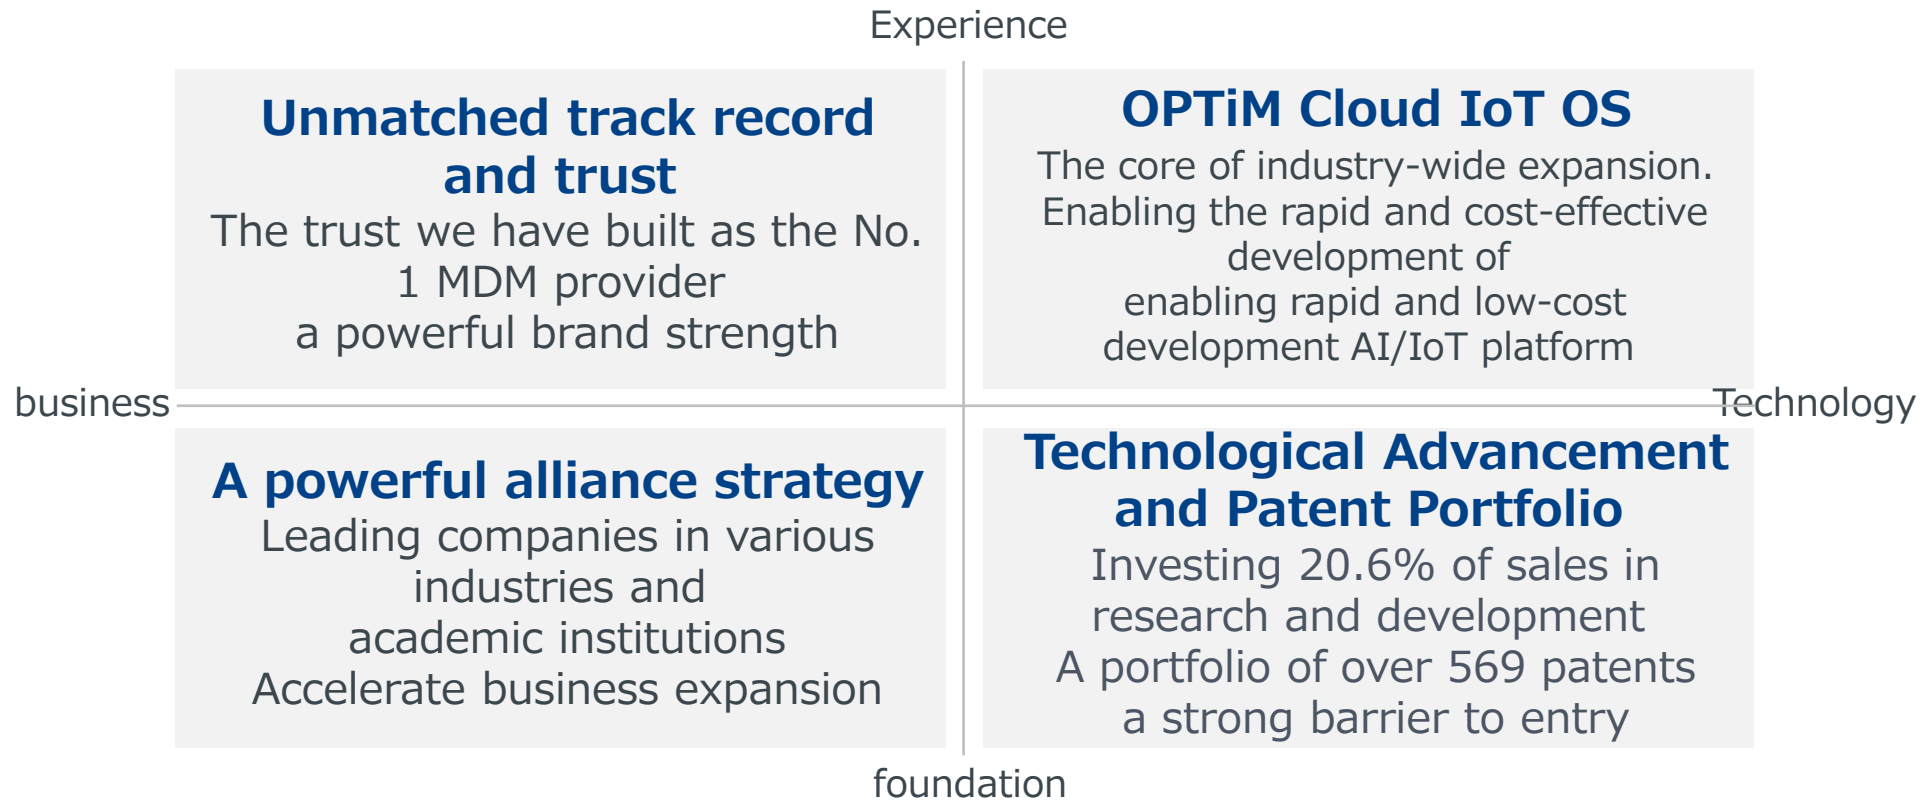 Experience
Unmatched track record
and trust
The trust we have built as the No.
1 MDM provider
a powerful brand strength
OPTiM Cloud IoT OS
The core of industry-wide expansion.
Enabling the rapid and cost-effective
development of
enabling rapid and low-cost
development AI/IoT platform
business
Technology
A powerful alliance strategy
Leading companies in various
industries and
academic institutions
Accelerate business expansion
Technological Advancement
and Patent Portfolio
Investing 20.6% of sales in
research and development
A portfolio of over 569 patents
a strong barrier to entry
foundation